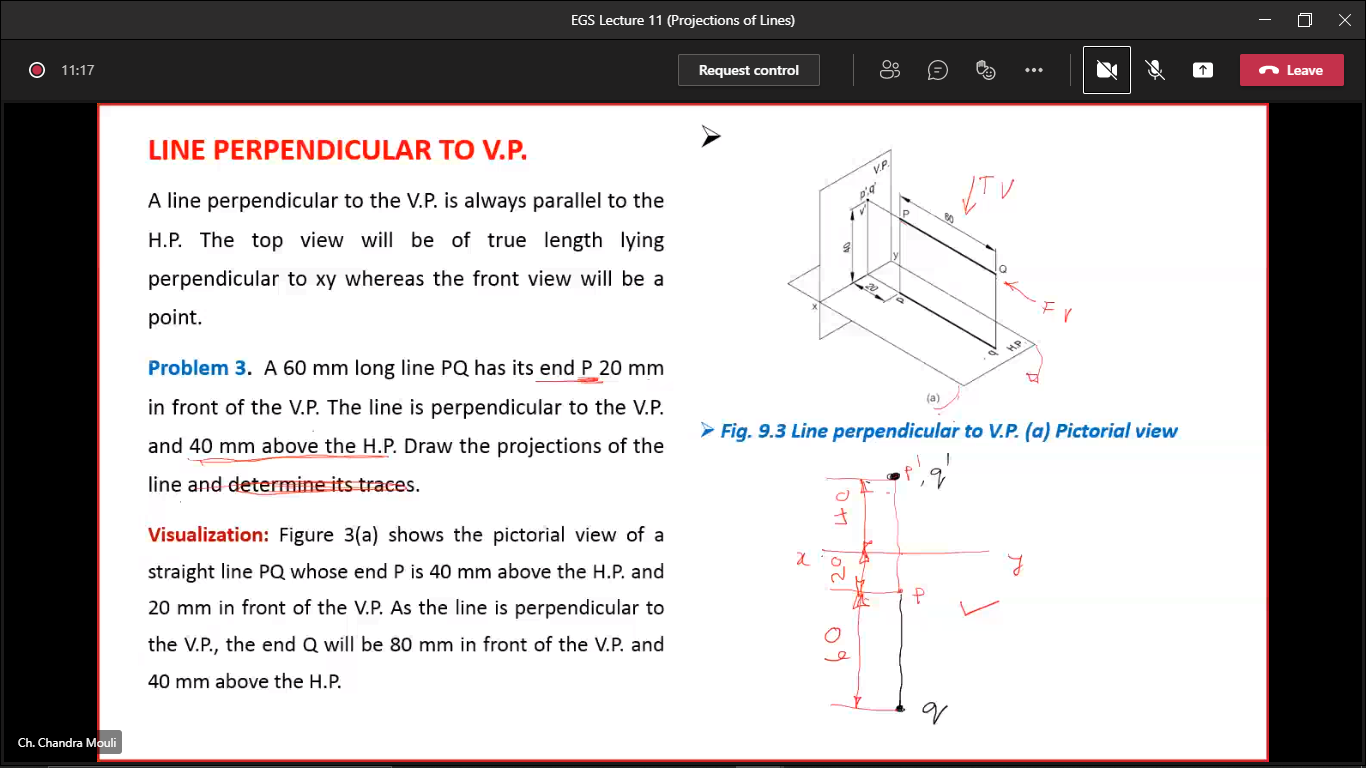 EGS Lecture 11 (Projections of Lines)
11:17
Request control
Leave
LINE PERPENDICULAR TO V.P.
A line perpendicular to the V.P. is always parallel to the
H.P. The top view will be of true length lying
perpendicular to xy whereas the front view will be a
point.
Problem 3. A 60 mm long line PQ has its end P 20 mm
in front of the V.P. The line is perpendicular to the V.P.
and 40 mm above the H.P. Draw the projections of the
line and determine its traces.
Visualization: Figure 3(a) shows the pictorial view of a
straight line PQ whose end P is 40 mm above the H.P. and
20 mm in front of the V.P. As the line is perpendicular to
the V.P., the end Q will be 80 mm in front of the V.P. and
40 mm above the H.P.
V.P.
p',q'
v'
P
60
T V
40
y
Q
20
p
x
F V
q
H.P.
(a)
Fig. 9.3 Line perpendicular to V.P. (a) Pictorial view
P', q'
40
x
20
y
P
60
q
Ch. Chandra Mouli